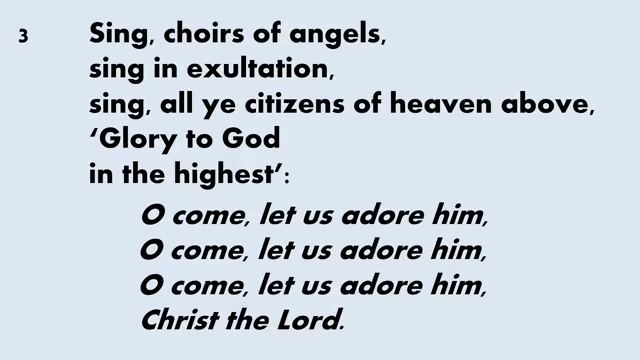 3 Sing, choirs of angels,
sing in exultation,
sing, all ye citizens of heaven above,
‘Glory to God
in the highest’:
O come, let us adore him,
O come, let us adore him,
O come, let us adore him,
Christ the Lord.